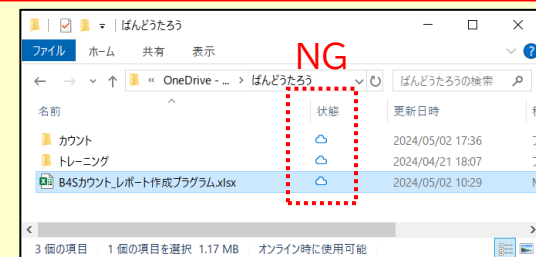 ばんどうたろう
ファイル ホーム 共有 表示
NG
« OneDrive - ... › ばんどうたろう ばんどうたろうの検索
名前 状態 更新日時
カウント 2024/05/02 17:36
トレーニング 2024/04/21 18:07
B4Sカウント_レポート作成プログラム.xlsx 2024/05/02 10:29
3 個の項目 1 個の項目を選択 1.17 MB オンライン時に使用可能